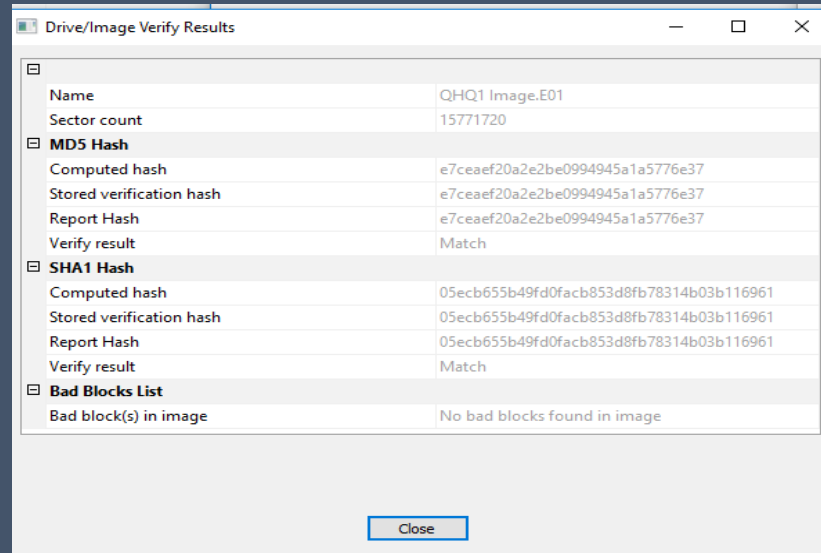 Drive/Image Verify Results
Name QHQ1 Image.E01
Sector count 15771720
MD5 Hash
Computed hash e7ceaef20a2e2be0994945a1a5776e37
Stored verification hash e7ceaef20a2e2be0994945a1a5776e37
Report Hash e7ceaef20a2e2be0994945a1a5776e37
Verify result Match
SHA1 Hash
Computed hash 05ecb655b49fd0facb853d8fb78314b03b116961
Stored verification hash 05ecb655b49fd0facb853d8fb78314b03b116961
Report Hash 05ecb655b49fd0facb853d8fb78314b03b116961
Verify result Match
Bad Blocks List
Bad block(s) in image No bad blocks found in image
Close